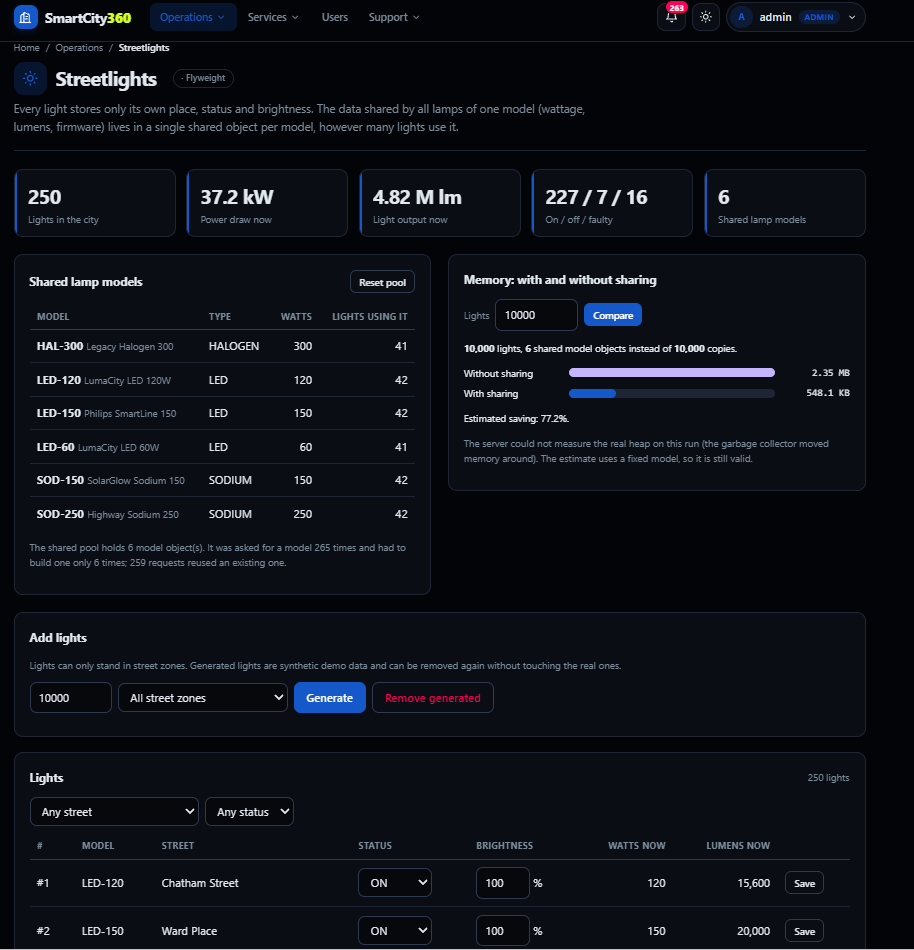 SmartCity360 Operations Services Users Support 263 A admin ADMIN
Home / Operations / Streetlights
Streetlights · Flyweight
Every light stores only its own place, status and brightness. The data shared by all lamps of one model (wattage,
lumens, firmware) lives in a single shared object per model, however many lights use it.
250 37.2 kW 4.82 M lm 227 / 7 / 16 6
Lights in the city Power draw now Light output now On / off / faulty Shared lamp models
Shared lamp models Reset pool
MODEL TYPE WATTS LIGHTS USING IT
HAL-300 Legacy Halogen 300 HALOGEN 300 41
LED-120 LumaCity LED 120W LED 120 42
LED-150 Philips SmartLine 150 LED 150 42
LED-60 LumaCity LED 60W LED 60 41
SOD-150 SolarGlow Sodium 150 SODIUM 150 42
SOD-250 Highway Sodium 250 SODIUM 250 42
The shared pool holds 6 model object(s). It was asked for a model 265 times and had to
build one only 6 times; 259 requests reused an existing one.
Memory: with and without sharing
Lights 10000 Compare
10,000 lights, 6 shared model objects instead of 10,000 copies.
Without sharing 2.35 MB
With sharing 548.1 KB
Estimated saving: 77.2%.
The server could not measure the real heap on this run (the garbage collector moved
memory around). The estimate uses a fixed model, so it is still valid.
Add lights
Lights can only stand in street zones. Generated lights are synthetic demo data and can be removed again without touching the real ones.
10000 All street zones Generate Remove generated
Lights 250 lights
Any street Any status
# MODEL STREET STATUS BRIGHTNESS WATTS NOW LUMENS NOW
#1 LED-120 Chatham Street ON 100 % 120 15,600 Save
#2 LED-150 Ward Place ON 100 % 150 20,000 Save